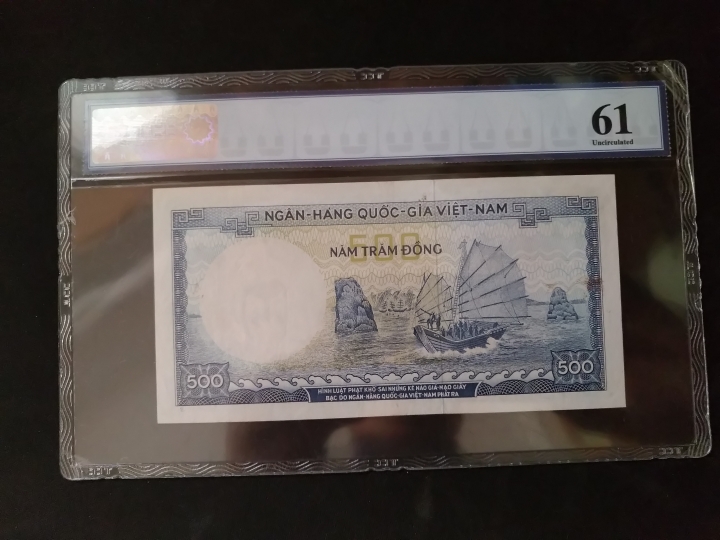 61
Uncirculated
NGÂN-HÀNG QUỐC-GIA VIỆT-NAM
500
NĂM TRĂM ĐỒNG
500
500
HÌNH LUẬT PHẠT KHỔ SAI NHỮNG KẺ NÀO GIẢ-MẠO GIẤY
BẠC DO NGÂN-HÀNG QUỐC-GIA VIỆT-NAM PHÁT RA